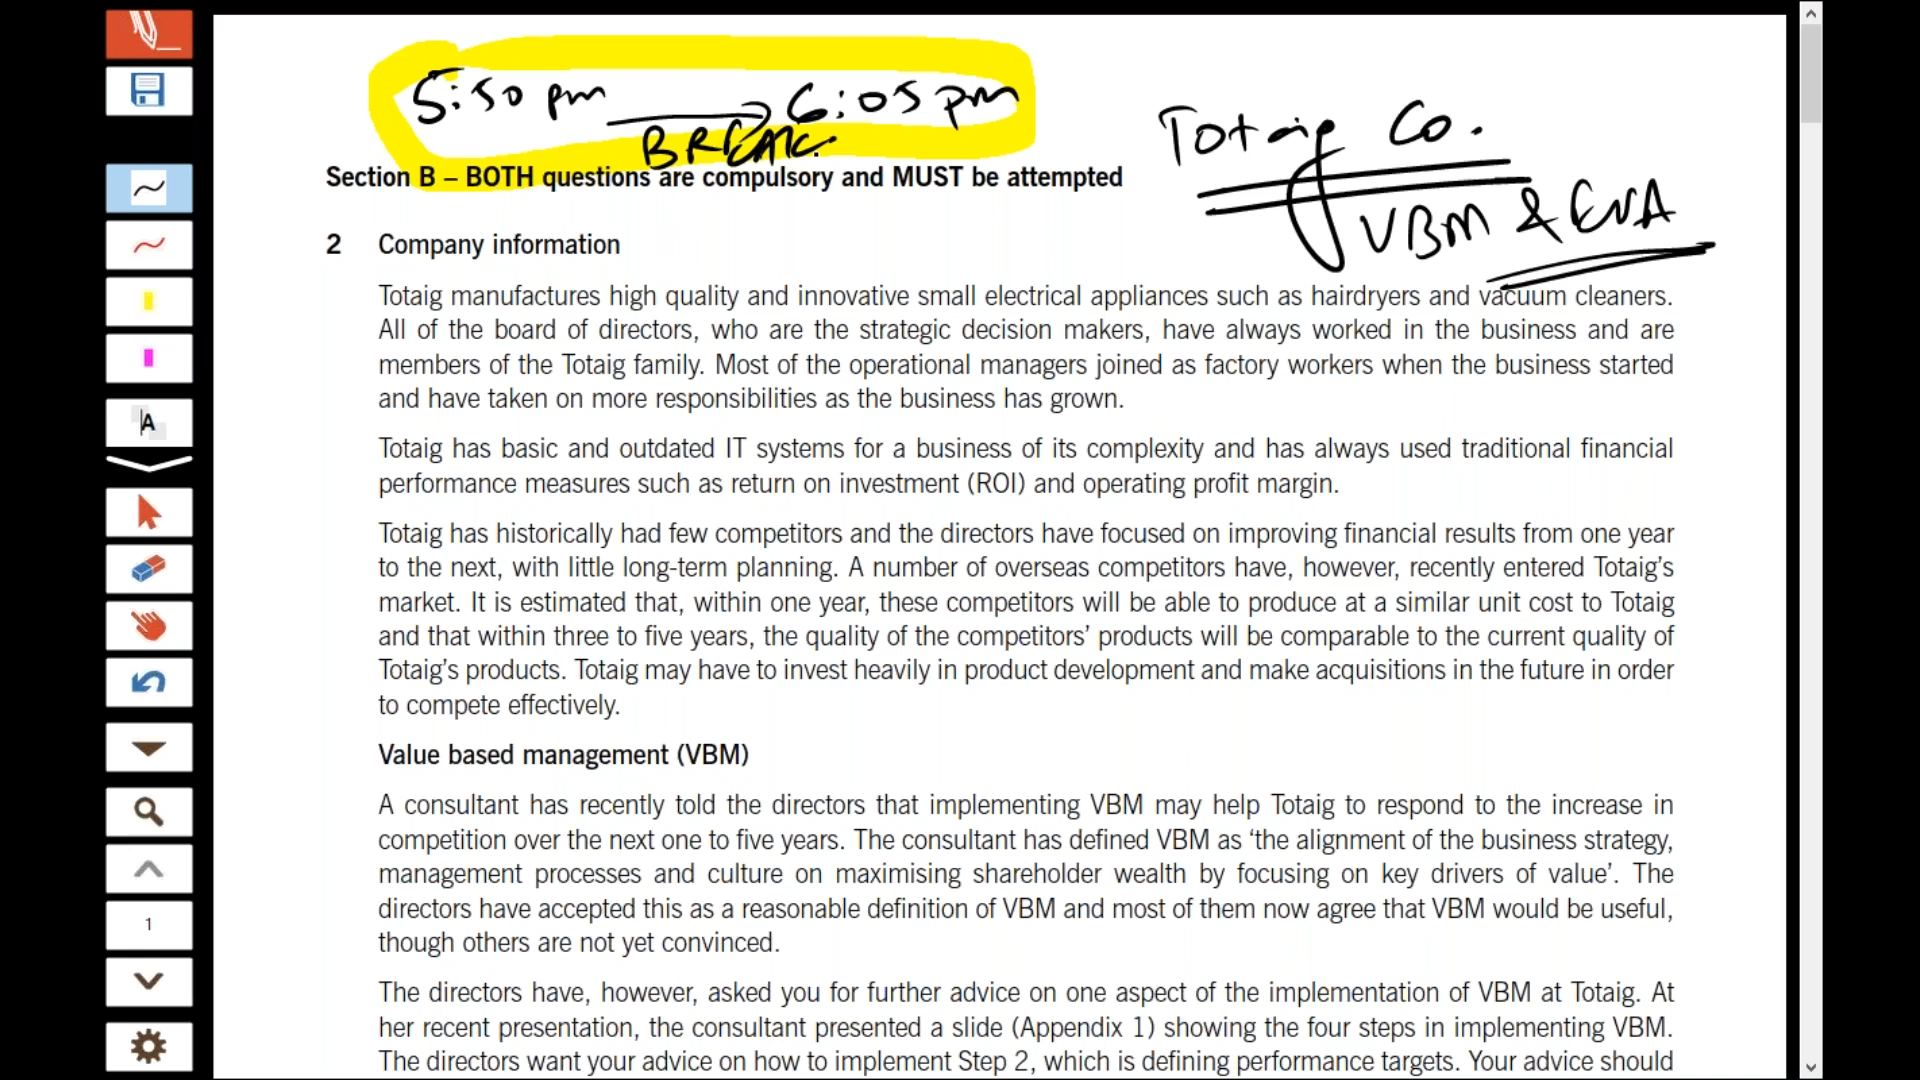 5:50 pm → 6:05 pm
BREAK
Totaig Co.
VBM & EVA
Section B – BOTH questions are compulsory and MUST be attempted
2 Company information
Totaig manufactures high quality and innovative small electrical appliances such as hairdryers and vacuum cleaners.
All of the board of directors, who are the strategic decision makers, have always worked in the business and are
members of the Totaig family. Most of the operational managers joined as factory workers when the business started
and have taken on more responsibilities as the business has grown.
Totaig has basic and outdated IT systems for a business of its complexity and has always used traditional financial
performance measures such as return on investment (ROI) and operating profit margin.
Totaig has historically had few competitors and the directors have focused on improving financial results from one year
to the next, with little long-term planning. A number of overseas competitors have, however, recently entered Totaig’s
market. It is estimated that, within one year, these competitors will be able to produce at a similar unit cost to Totaig
and that within three to five years, the quality of the competitors’ products will be comparable to the current quality of
Totaig’s products. Totaig may have to invest heavily in product development and make acquisitions in the future in order
to compete effectively.
Value based management (VBM)
A consultant has recently told the directors that implementing VBM may help Totaig to respond to the increase in
competition over the next one to five years. The consultant has defined VBM as ‘the alignment of the business strategy,
management processes and culture on maximising shareholder wealth by focusing on key drivers of value’. The
directors have accepted this as a reasonable definition of VBM and most of them now agree that VBM would be useful,
though others are not yet convinced.
The directors have, however, asked you for further advice on one aspect of the implementation of VBM at Totaig. At
her recent presentation, the consultant presented a slide (Appendix 1) showing the four steps in implementing VBM.
The directors want your advice on how to implement Step 2, which is defining performance targets. Your advice should
A
1